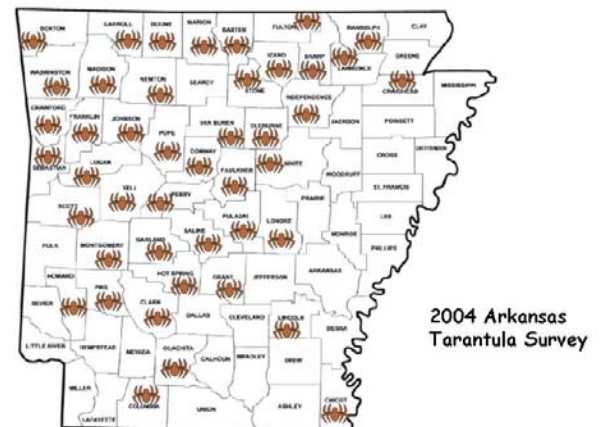 BENTON
CARROLL
BOONE
MARION
BAXTER
FULTON
RANDOLPH
CLAY
IZARD
SHARP
LAWRENCE
GREENE
WASHINGTON
MADISON
NEWTON
SEARCY
STONE
INDEPENDENCE
CRAIGHEAD
MISSISSIPPI
CRAWFORD
FRANKLIN
JOHNSON
POPE
VAN BUREN
CLEBURNE
JACKSON
POINSETT
SEBASTIAN
LOGAN
CONWAY
FAULKNER
WHITE
WOODRUFF
CROSS
CRITTENDEN
ST. FRANCIS
SCOTT
YELL
PERRY
PULASKI
LONOKE
PRAIRIE
MONROE
LEE
PHILLIPS
POLK
MONTGOMERY
GARLAND
SALINE
HOWARD
PIKE
HOT SPRING
GRANT
JEFFERSON
ARKANSAS
SEVIER
CLARK
DALLAS
CLEVELAND
LINCOLN
DESHA
2004 Arkansas
Tarantula Survey
LITTLE RIVER
HEMPSTEAD
NEVADA
OUACHITA
CALHOUN
BRADLEY
DREW
MILLER
LAFAYETTE
COLUMBIA
UNION
ASHLEY
CHICOT